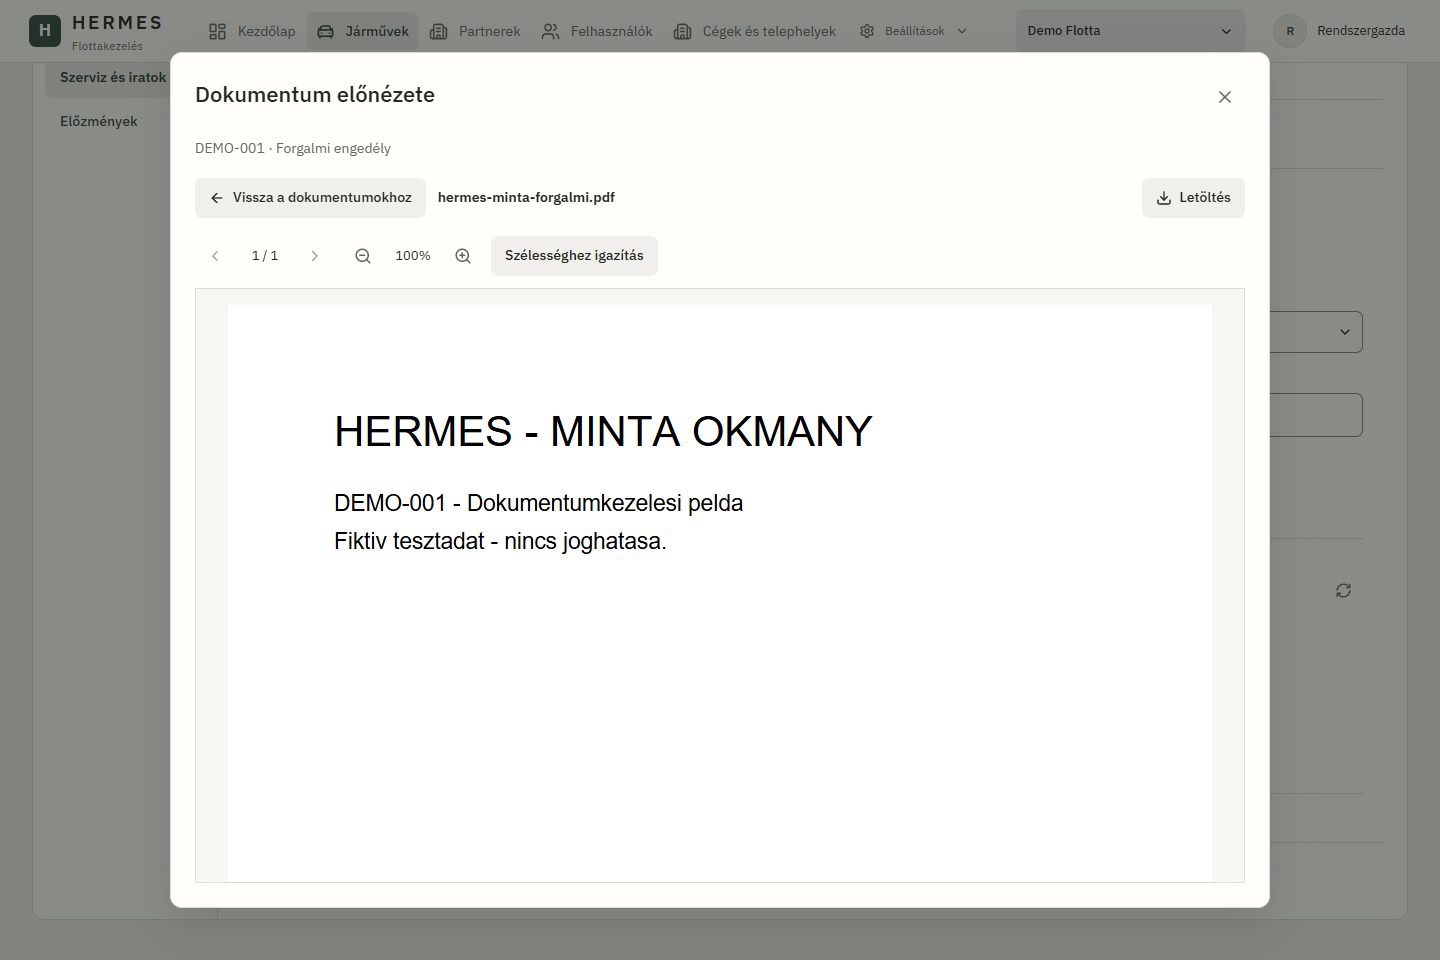 H HERMES
Flottakezelés
Kezdőlap Járművek Partnerek Felhasználók Cégek és telephelyek Beállítások Demo Flotta R Rendszergazda
Szerviz és iratok
Előzmények
Dokumentum előnézete
DEMO-001 · Forgalmi engedély
Vissza a dokumentumokhoz hermes-minta-forgalmi.pdf Letöltés
1 / 1 100% Szélességhez igazítás
HERMES - MINTA OKMANY
DEMO-001 - Dokumentumkezelesi pelda
Fiktiv tesztadat - nincs joghatasa.